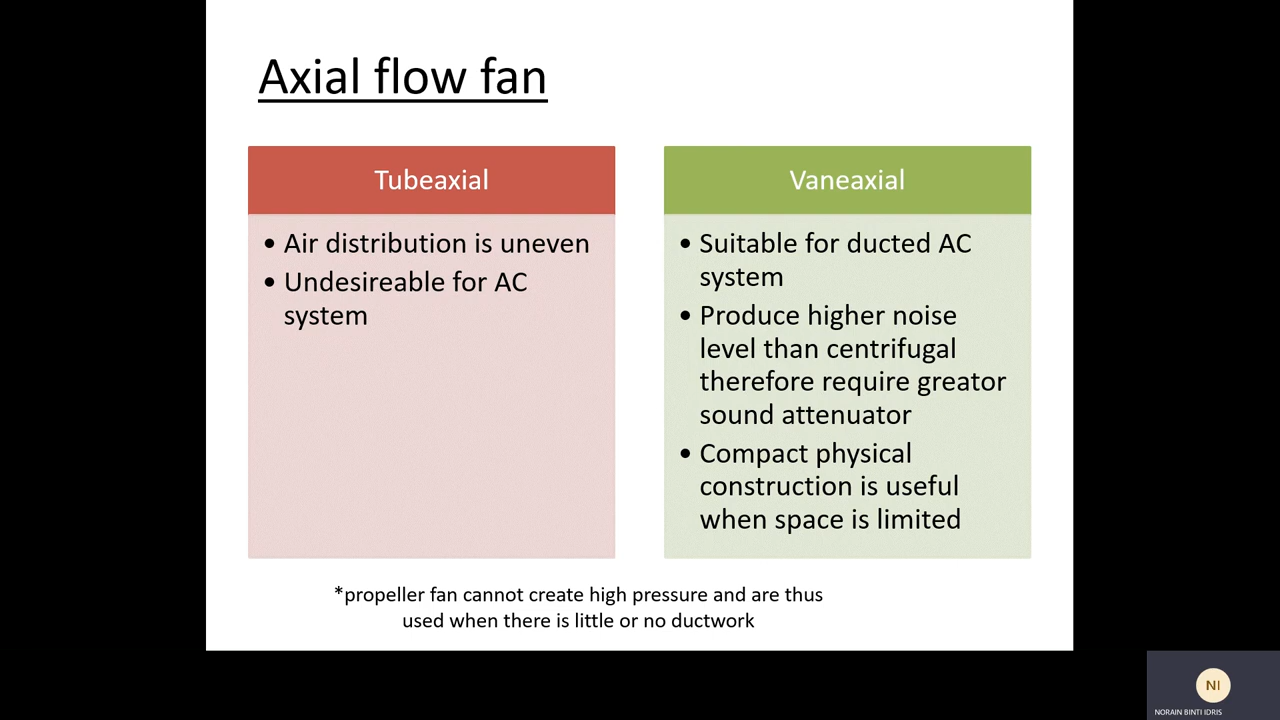 Axial flow fan
Tubeaxial
• Air distribution is uneven
• Undesireable for AC
system
Vaneaxial
• Suitable for ducted AC
system
• Produce higher noise
level than centrifugal
therefore require greator
sound attenuator
• Compact physical
construction is useful
when space is limited
*propeller fan cannot create high pressure and are thus
used when there is little or no ductwork
NI
NORAIN BINTI IDRIS